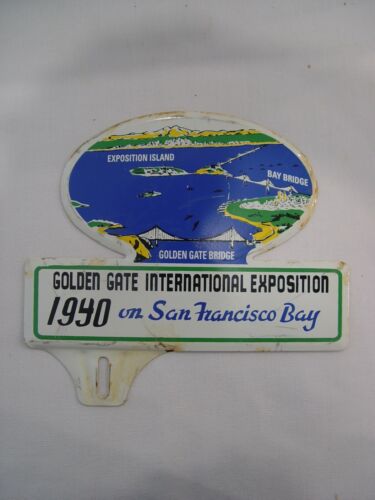 EXPOSITION ISLAND
BAY BRIDGE
GOLDEN GATE BRIDGE
GOLDEN GATE INTERNATIONAL EXPOSITION
1940 on San Francisco Bay